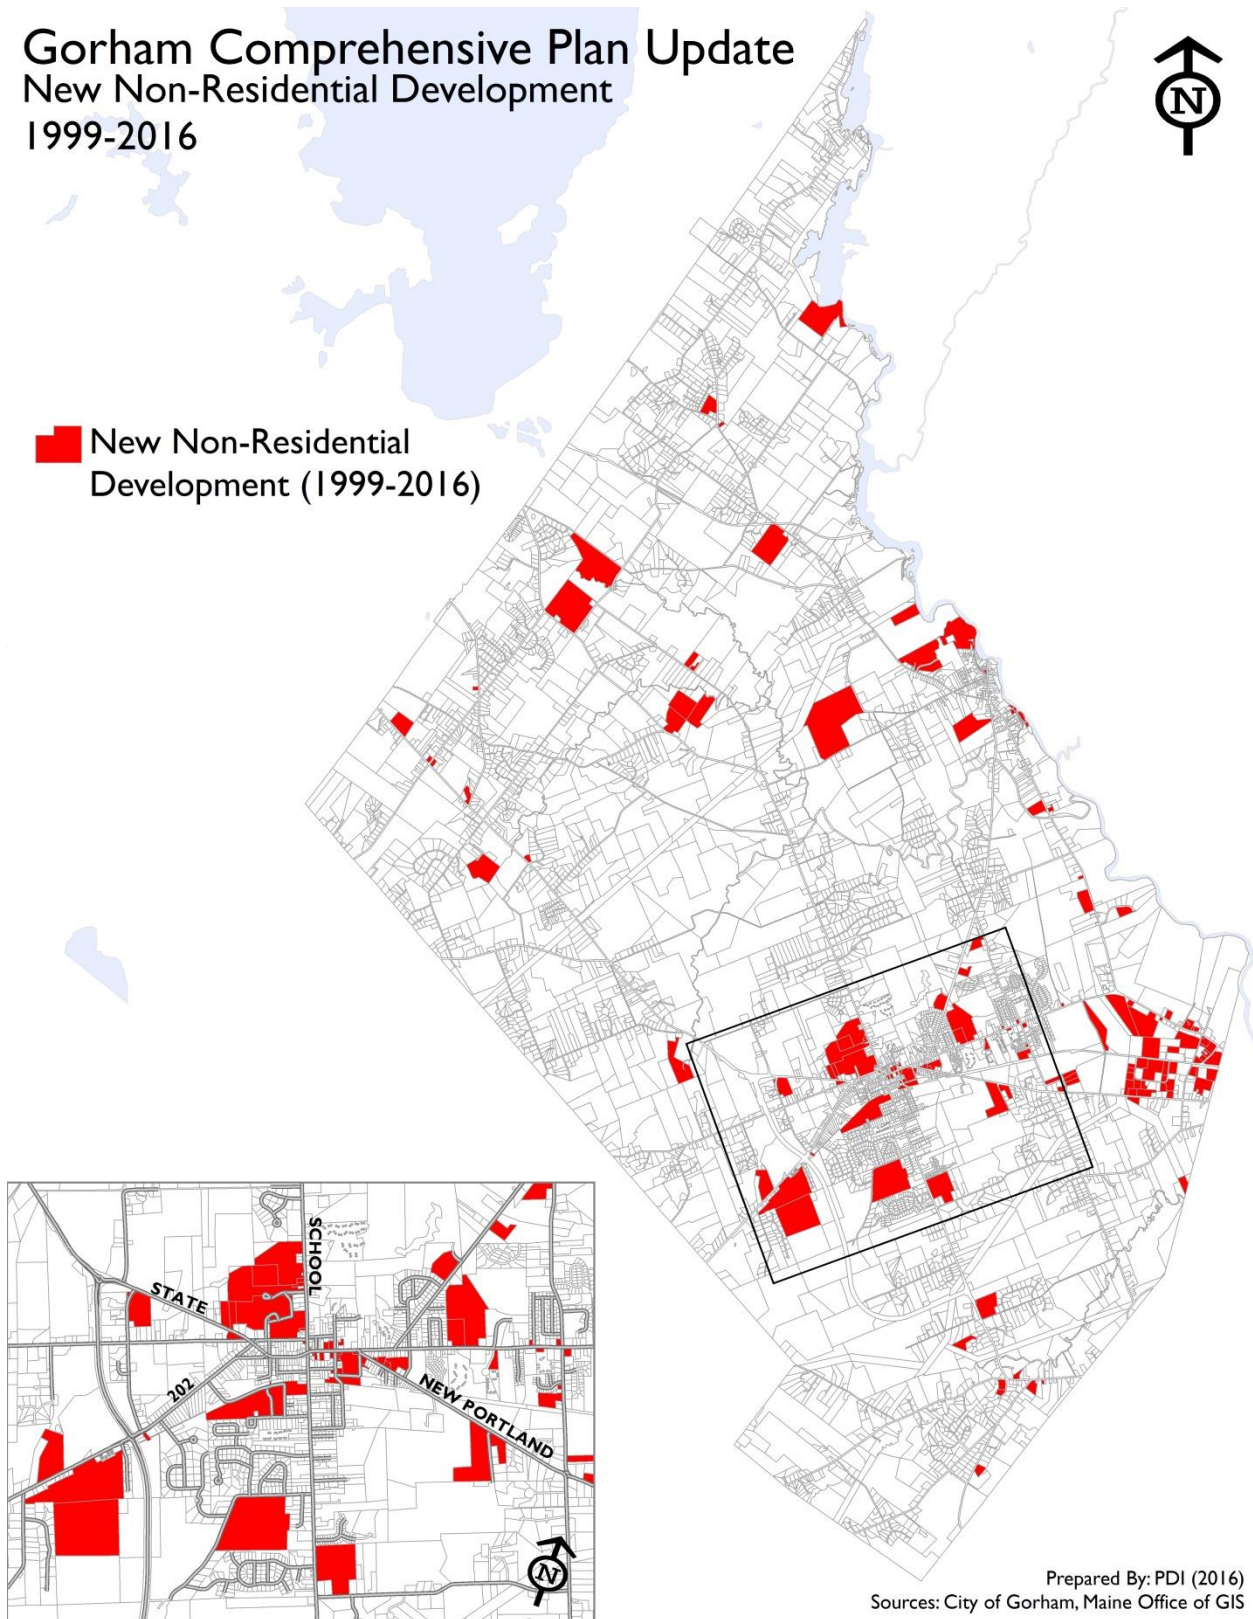 Gorham Comprehensive Plan Update
New Non-Residential Development
1999-2016
N
New Non-Residential
Development (1999-2016)
SCHOOL
STATE
202
NEW PORTLAND
N
Prepared By: PDI (2016)
Sources: City of Gorham, Maine Office of GIS